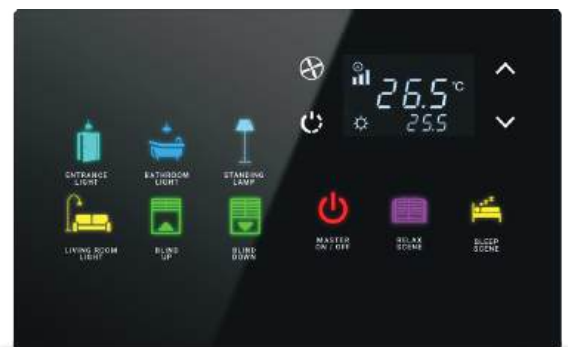 26.5°C
25.5
ENTRANCE
LIGHT
BATHROOM
LIGHT
STANDING
LAMP
LIVING ROOM
LIGHT
BLIND
UP
BLIND
DOWN
MASTER
ON / OFF
RELAX
SCENE
SLEEP
SCENE